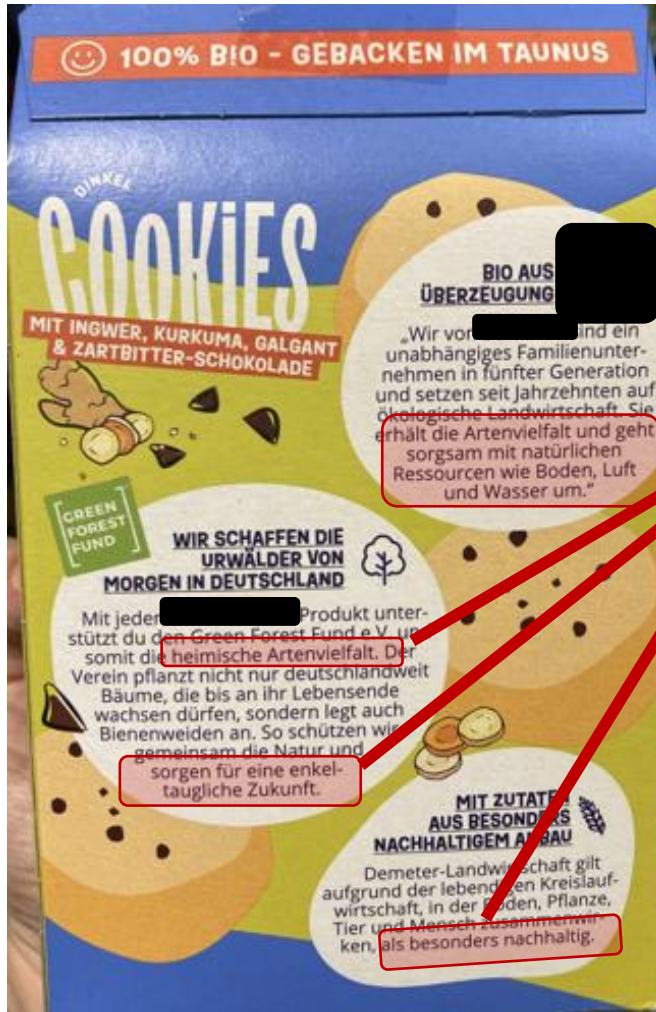 100% BIO - GEBACKEN IM TAUNUS
DINKEL
COOKIES
MIT INGWER, KURKUMA, GALGANT
& ZARTBITTER-SCHOKOLADE
BIO AUS
ÜBERZEUGUNG
„Wir von sind ein
unabhängiges Familienunter-
nehmen in fünfter Generation
und setzen seit Jahrzehnten auf
ökologische Landwirtschaft. Sie
erhält die Artenvielfalt und geht
sorgsam mit natürlichen
Ressourcen wie Boden, Luft
und Wasser um.“
GREEN
FOREST
FUND
WIR SCHAFFEN DIE
URWÄLDER VON
MORGEN IN DEUTSCHLAND
Mit jedem Produkt unter-
stützt du den Green Forest Fund e.V. und
somit die heimische Artenvielfalt. Der
Verein pflanzt nicht nur deutschlandweit
Bäume, die bis an ihr Lebensende
wachsen dürfen, sondern legt auch
Bienenweiden an. So schützen wir
gemeinsam die Natur und
sorgen für eine enkel-
taugliche Zukunft.
MIT ZUTATEN
AUS BESONDERS
NACHHALTIGEM ANBAU
Demeter-Landwirtschaft gilt
aufgrund der lebendigen Kreislauf-
wirtschaft, in der Boden, Pflanze,
Tier und Mensch zusammenwir-
ken, als besonders nachhaltig.